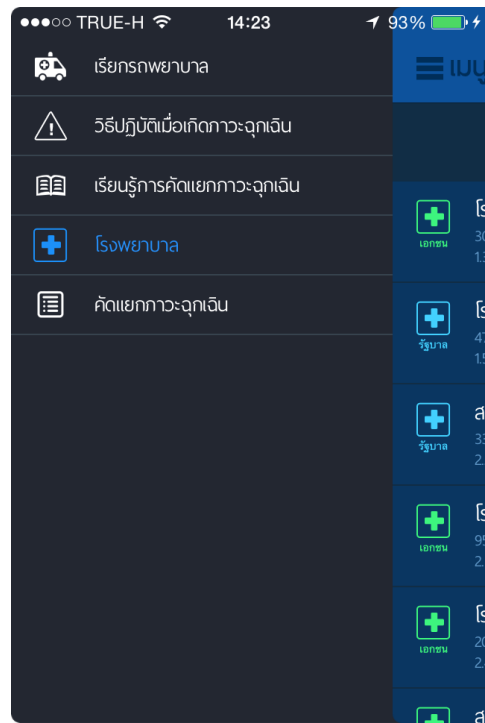 TRUE-H 14:23 93%
เรียกรถพยาบาล
วิธีปฏิบัติเมื่อเกิดภาวะฉุกเฉิน
เรียนรู้การคัดแยกภาวะฉุกเฉิน
โรงพยาบาล
คัดแยกภาวะฉุกเฉิน
เมนู
เอกชน
รัฐบาล
รัฐบาล
เอกชน
เอกชน